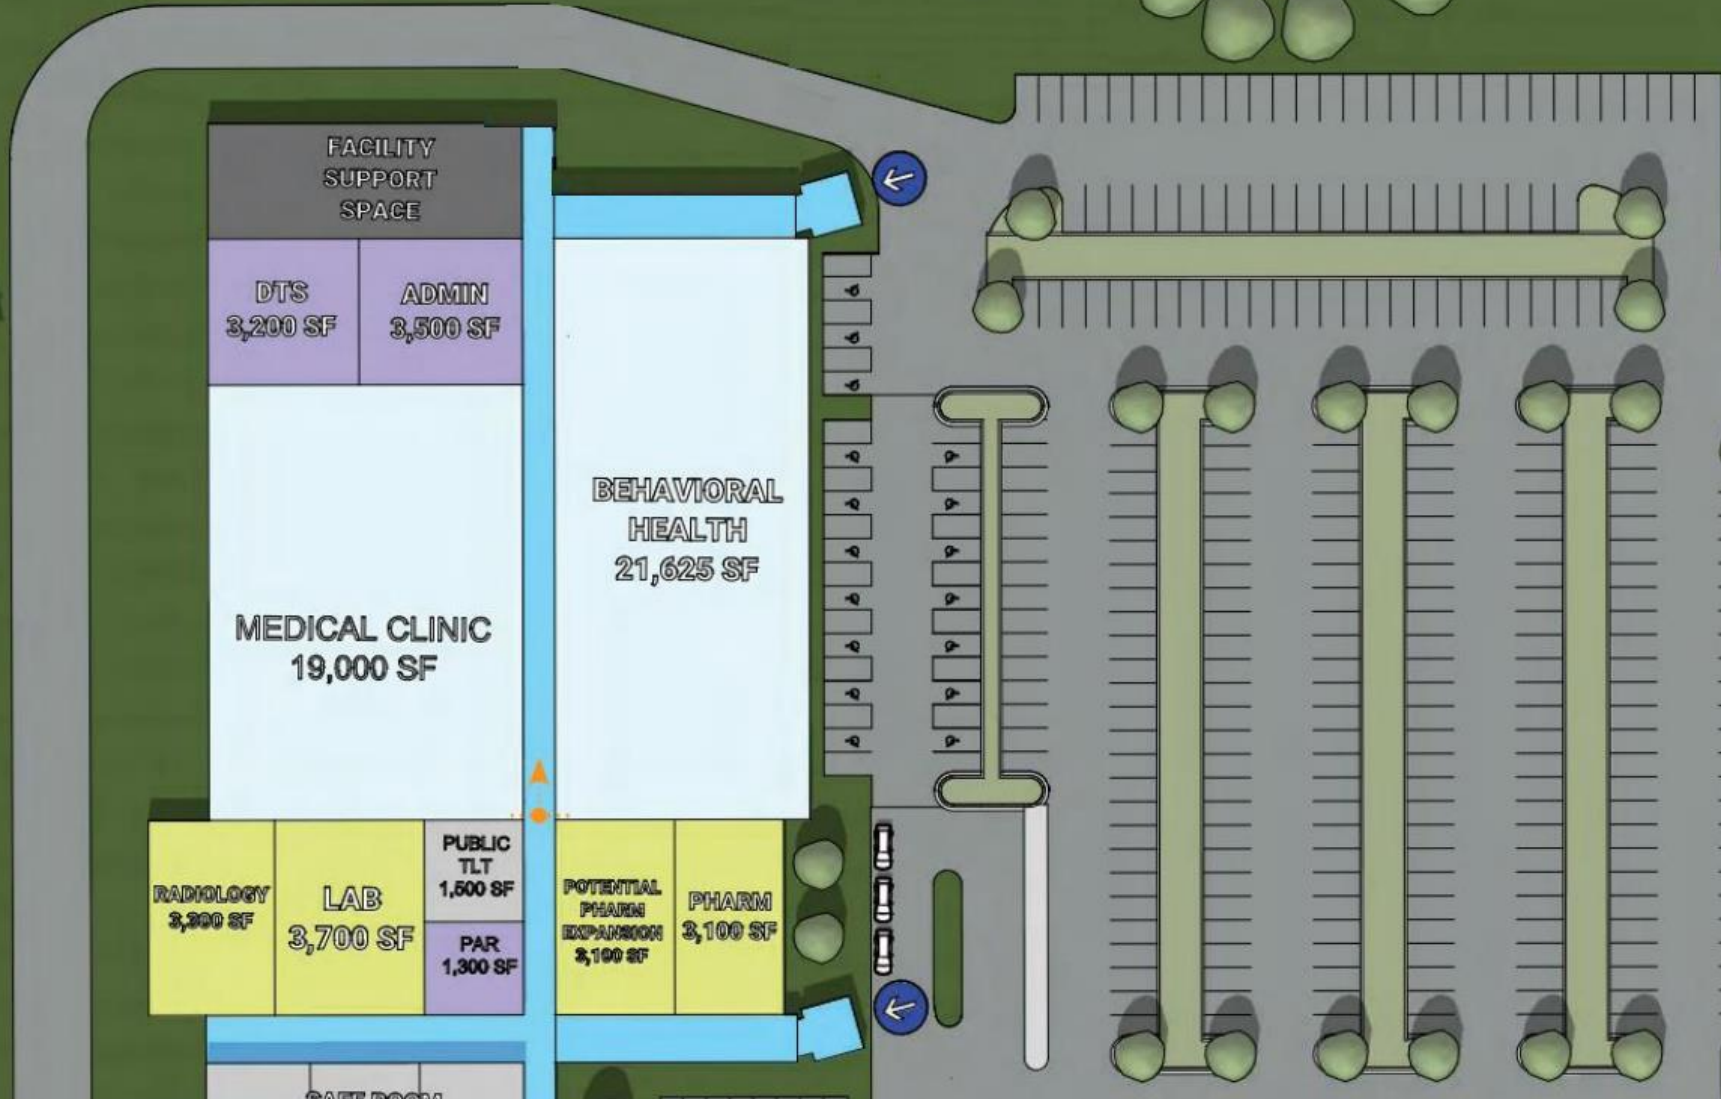 FACILITY
SUPPORT
SPACE
DTS
3,200 SF
ADMIN
3,500 SF
BEHAVIORAL
HEALTH
21,625 SF
MEDICAL CLINIC
19,000 SF
RADIOLOGY
3,300 SF
LAB
3,700 SF
PUBLIC
TLT
1,500 SF
PAR
1,300 SF
POTENTIAL
PHARM
EXPANSION
3,100 SF
PHARM
3,100 SF
SAFE ROOM